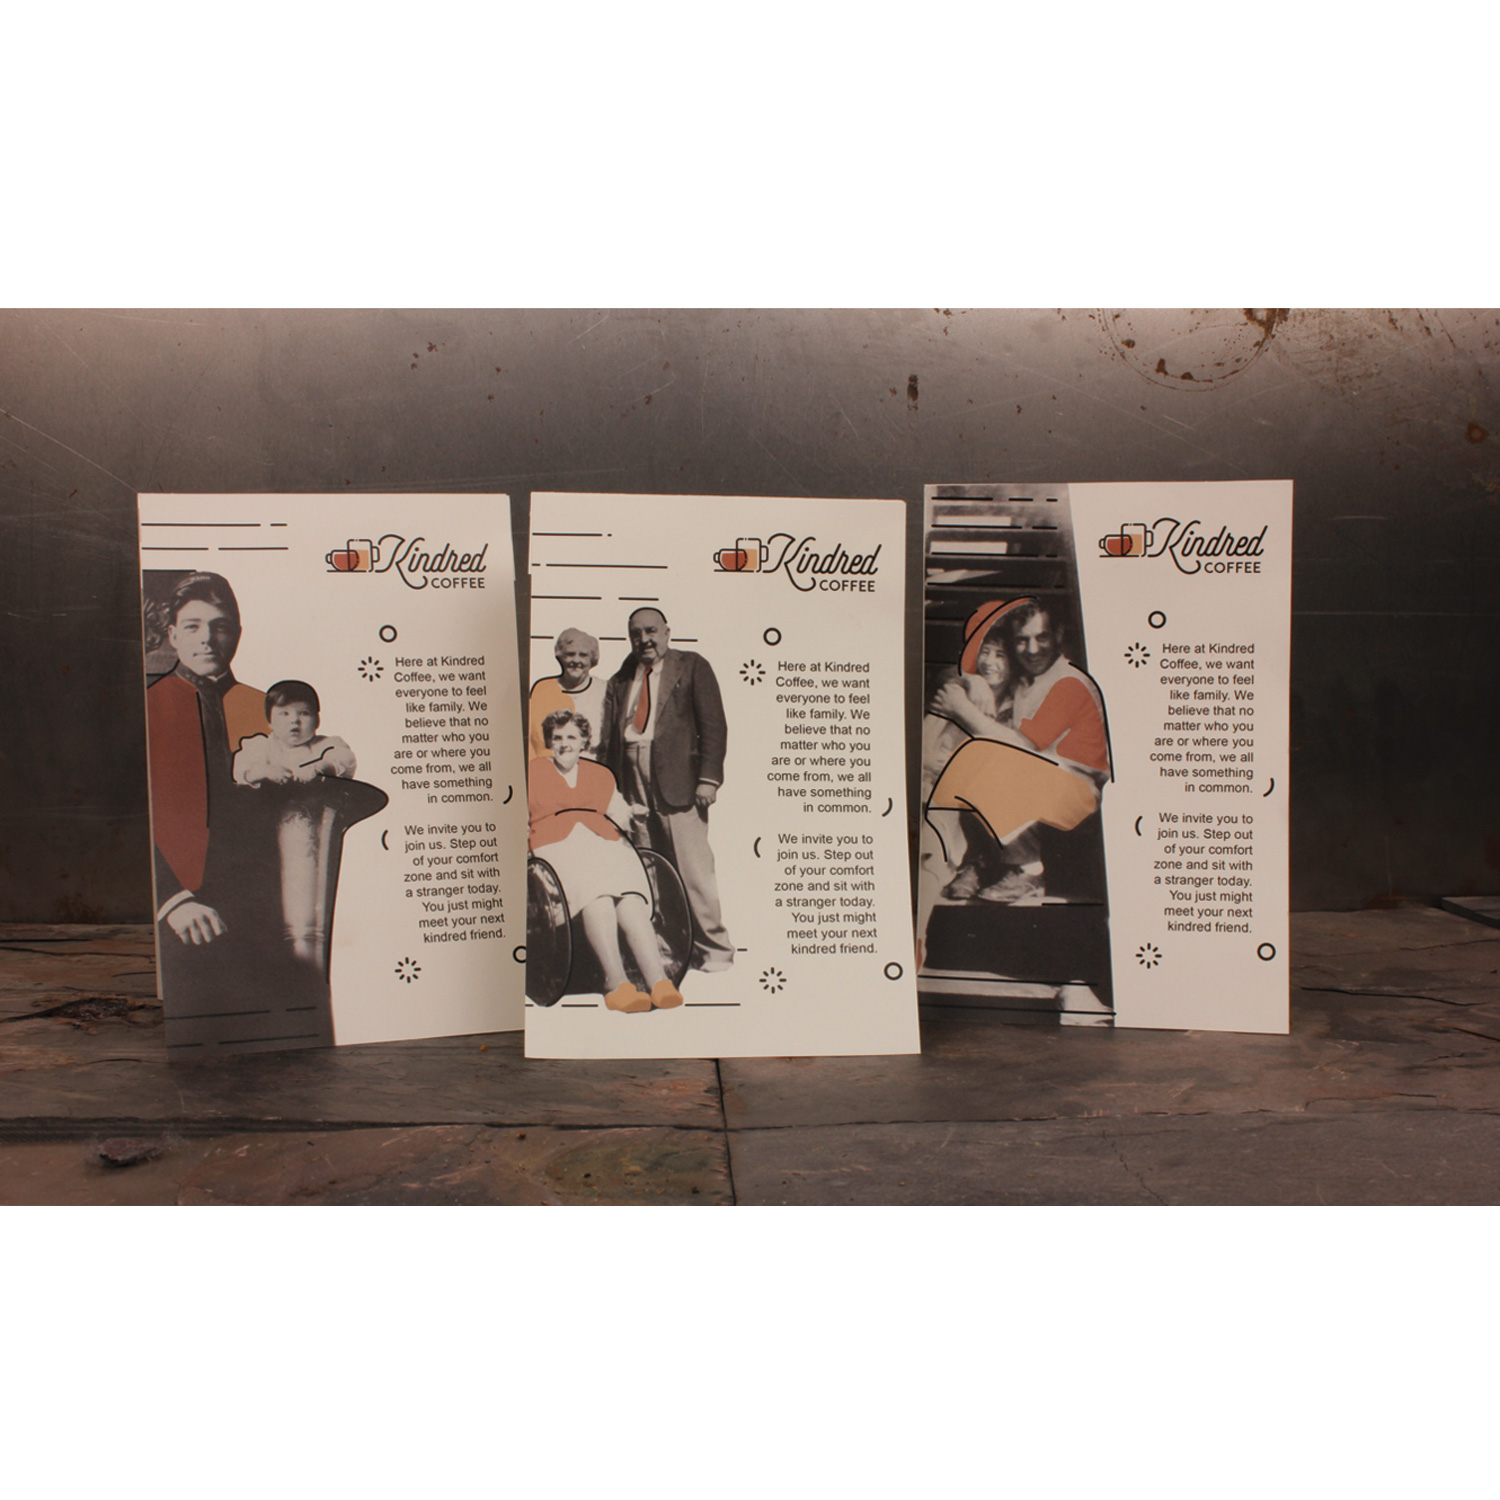 Kindred
COFFEE
Here at Kindred
Coffee, we want
everyone to feel
like family. We
believe that no
matter who you
are or where you
come from, we all
have something
in common.
We invite you to
join us. Step out
of your comfort
zone and sit with
a stranger today.
You just might
meet your next
kindred friend.
Kindred
COFFEE
Here at Kindred
Coffee, we want
everyone to feel
like family. We
believe that no
matter who you
are or where you
come from, we all
have something
in common.
We invite you to
join us. Step out
of your comfort
zone and sit with
a stranger today.
You just might
meet your next
kindred friend.
Kindred
COFFEE
Here at Kindred
Coffee, we want
everyone to feel
like family. We
believe that no
matter who you
are or where you
come from, we all
have something
in common.
We invite you to
join us. Step out
of your comfort
zone and sit with
a stranger today.
You just might
meet your next
kindred friend.